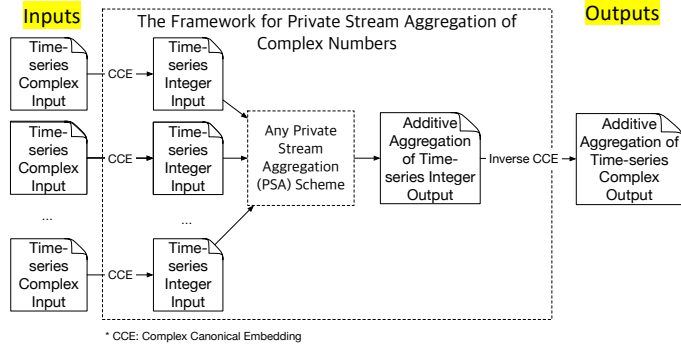 Inputs
The Framework for Private Stream Aggregation of
Complex Numbers
Outputs
Time-
series
Complex
Input
CCE
Time-
series
Integer
Input
Time-
series
Complex
Input
CCE
Time-
series
Integer
Input
...
...
Time-
series
Complex
Input
CCE
Time-
series
Integer
Input
Any Private
Stream
Aggregation
(PSA) Scheme
Additive
Aggregation
of Time-
series Integer
Output
Inverse CCE
Additive
Aggregation of
Time-series
Complex
Output
* CCE: Complex Canonical Embedding